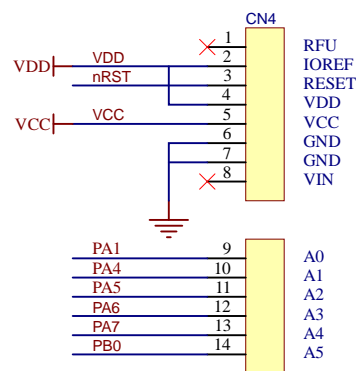 CN4
1 RFU
VDD VDD 2 IOREF
nRST 3 RESET
4 VDD
VCC VCC 5 VCC
6 GND
7 GND
8 VIN
PA1 9 A0
PA4 10 A1
PA5 11 A2
PA6 12 A3
PA7 13 A4
PB0 14 A5